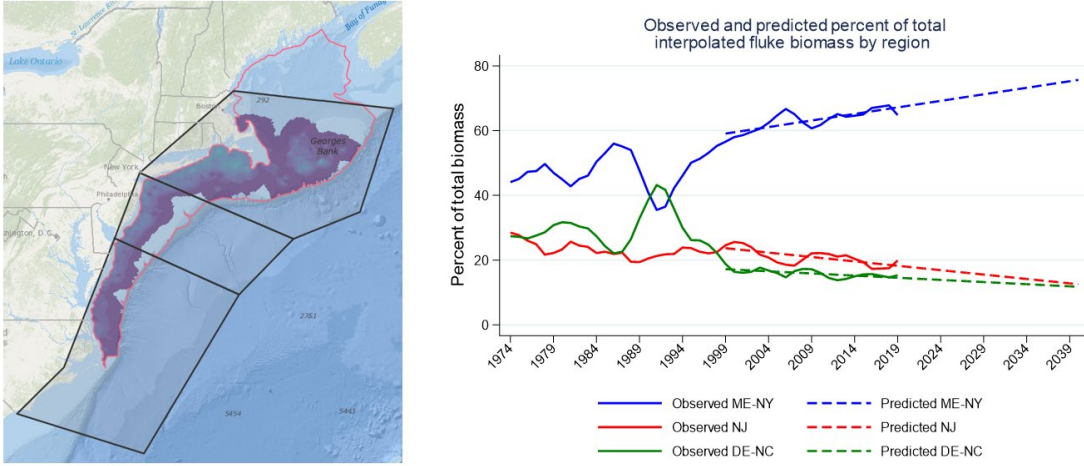 St. Lawrence Ri
Bay of Fundy
Lake Ontario
Boston
292
Georges
Bank
New York
Philadelphia
shington, D.C.
2761
5454
5443
Observed and predicted percent of total
interpolated fluke biomass by region
Percent of total biomass
80
60
40
20
0
1974 1979 1984 1989 1994 1999 2004 2009 2014 2019 2024 2029 2034 2039
Observed ME-NY Predicted ME-NY
Observed NJ Predicted NJ
Observed DE-NC Predicted DE-NC